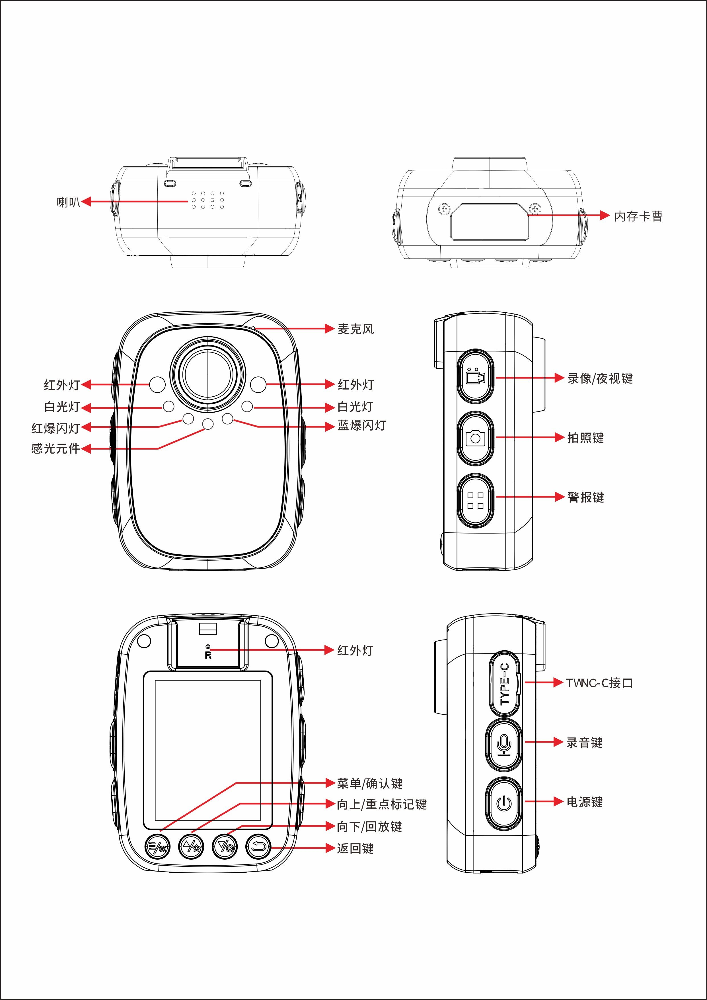 喇叭
内存卡曹
麦克风
红外灯
红外灯
白光灯
白光灯
红爆闪灯
蓝爆闪灯
感光元件
录像/夜视键
拍照键
警报键
R
红外灯
菜单/确认键
向上/重点标记键
向下/回放键
返回键
OK
TYPE-C
TWNC-C接口
录音键
电源键